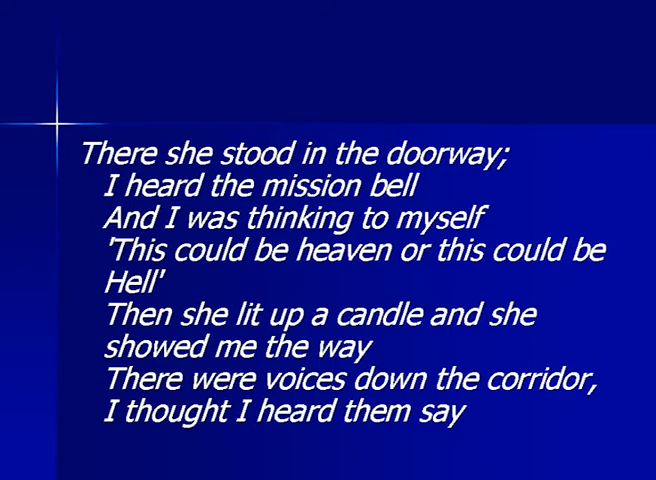 There she stood in the doorway;
I heard the mission bell
And I was thinking to myself
'This could be heaven or this could be
Hell'
Then she lit up a candle and she
showed me the way
There were voices down the corridor,
I thought I heard them say